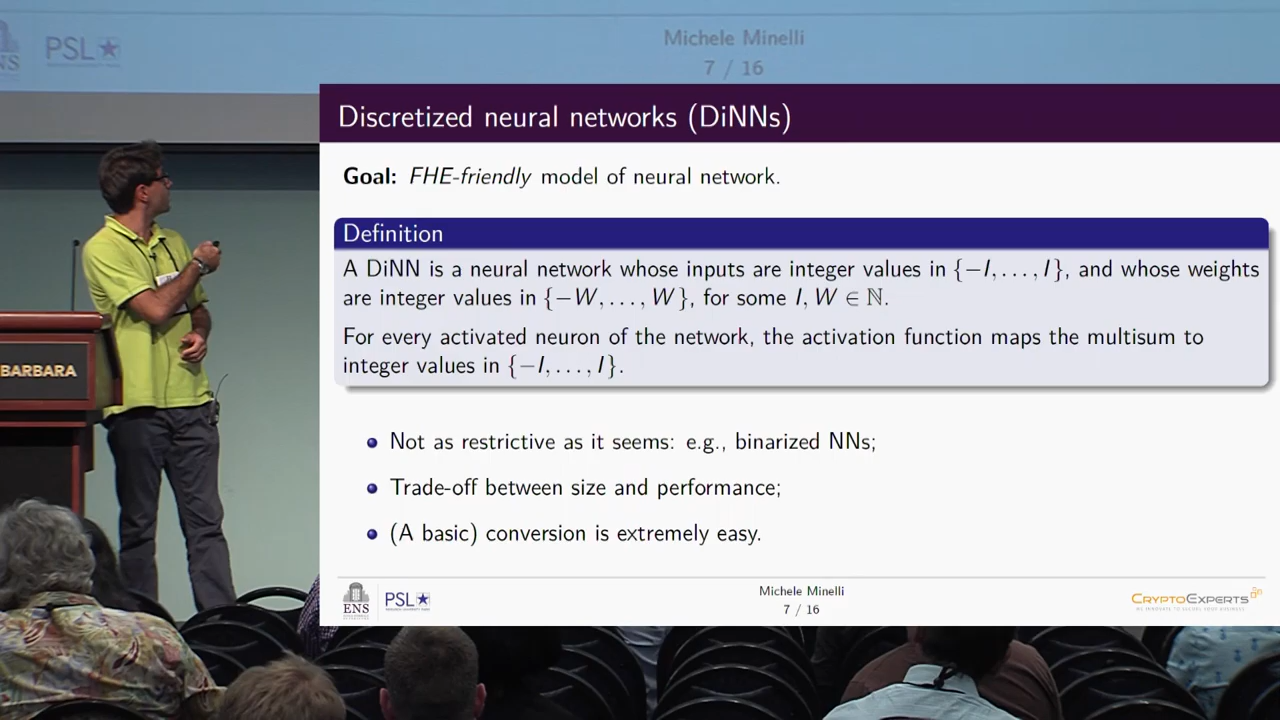 NS PSL
Michele Minelli
7 / 16
BARBARA
Discretized neural networks (DiNNs)
Goal: FHE-friendly model of neural network.
Definition
A DiNN is a neural network whose inputs are integer values in {−I, . . . , I}, and whose weights
are integer values in {−W, . . . , W}, for some I, W ∈ ℕ.
For every activated neuron of the network, the activation function maps the multisum to
integer values in {−I, . . . , I}.
Not as restrictive as it seems: e.g., binarized NNs;
Trade-off between size and performance;
(A basic) conversion is extremely easy.
ENS PSL
Michele Minelli
7 / 16
CRYPTOEXPERTS